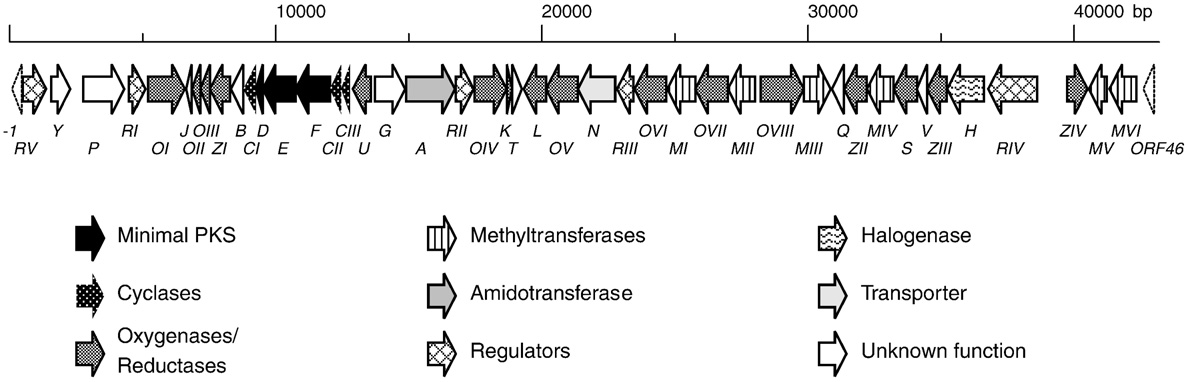 10000 20000 30000 40000 bp
-1 Y RI J OIII B D F CIII G RII K L N OVI OVII OVIII Q MIV V H ZIV MVI
RV P OI OII ZI CI E CII U A OIV T OV RIII MI MII MIII ZII S ZIII RIV MV ORF46
Minimal PKS Methyltransferases Halogenase
Cyclases Amidotransferase Transporter
Oxygenases/
Reductases Regulators Unknown function